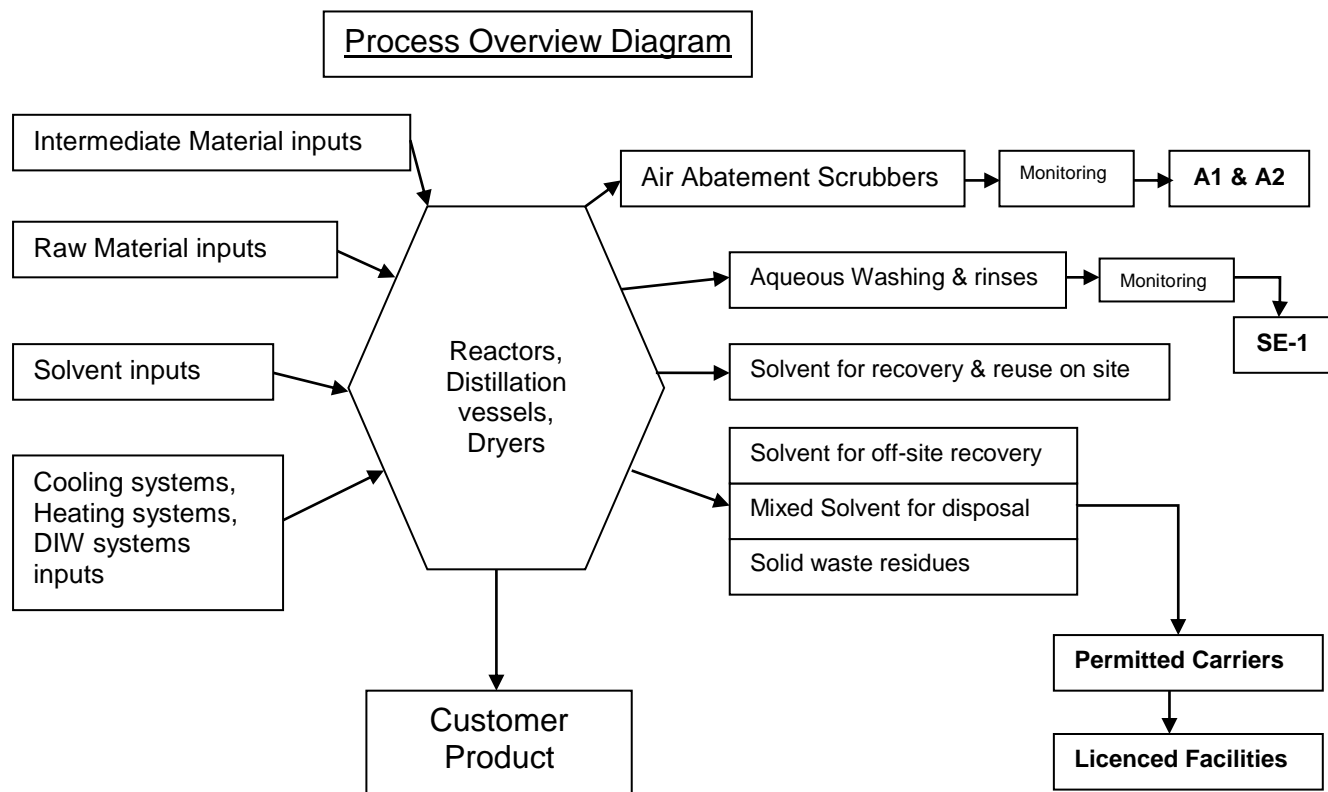 Process Overview Diagram
Intermediate Material inputs
Raw Material inputs
Solvent inputs
Cooling systems,
Heating systems,
DIW systems
inputs
Reactors,
Distillation
vessels,
Dryers
Air Abatement Scrubbers
Monitoring
A1 & A2
Aqueous Washing & rinses
Monitoring
SE-1
Solvent for recovery & reuse on site
Solvent for off-site recovery
Mixed Solvent for disposal
Solid waste residues
Permitted Carriers
Licenced Facilities
Customer
Product